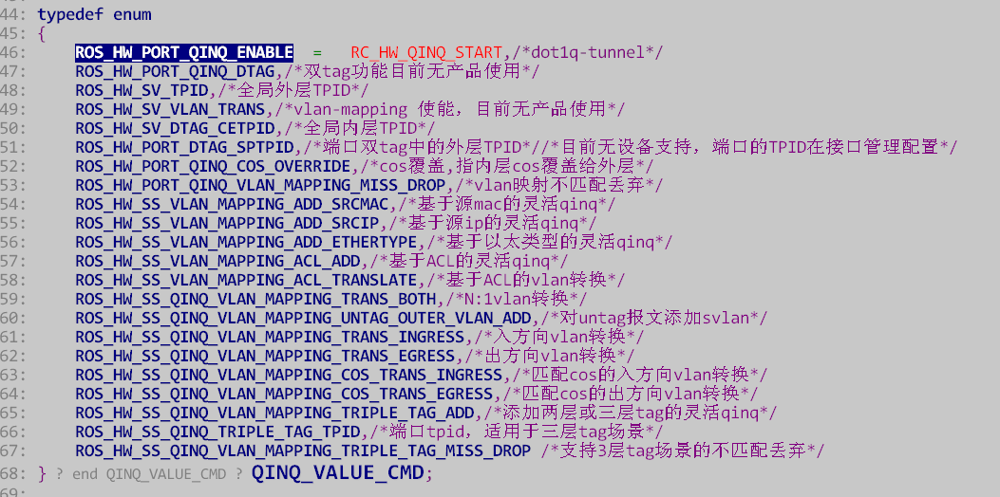 44: typedef enum
45: {
46: ROS_HW_PORT_QINQ_ENABLE = RC_HW_QINQ_START,/*dot1q-tunnel*/
47: ROS_HW_PORT_QINQ_DTAG,/*双tag功能目前无产品使用*/
48: ROS_HW_SV_TPID,/*全局外层TPID*/
49: ROS_HW_SV_VLAN_TRANS,/*vlan-mapping 使能，目前无产品使用*/
50: ROS_HW_SV_DTAG_CETPID,/*全局内层TPID*/
51: ROS_HW_PORT_DTAG_SPTPID,/*端口双tag中的外层TPID*//*目前无设备支持，端口的TPID在接口管理配置*/
52: ROS_HW_PORT_QINQ_COS_OVERRIDE,/*cos覆盖,指内层cos覆盖给外层*/
53: ROS_HW_PORT_QINQ_VLAN_MAPPING_MISS_DROP,/*vlan映射不匹配丢弃*/
54: ROS_HW_SS_VLAN_MAPPING_ADD_SRCMAC,/*基于源mac的灵活qinq*/
55: ROS_HW_SS_VLAN_MAPPING_ADD_SRCIP,/*基于源ip的灵活qinq*/
56: ROS_HW_SS_VLAN_MAPPING_ADD_ETHERTYPE,/*基于以太类型的灵活qinq*/
57: ROS_HW_SS_VLAN_MAPPING_ACL_ADD,/*基于ACL的灵活qinq*/
58: ROS_HW_SS_VLAN_MAPPING_ACL_TRANSLATE,/*基于ACL的vlan转换*/
59: ROS_HW_SS_QINQ_VLAN_MAPPING_TRANS_BOTH,/*N:1vlan转换*/
60: ROS_HW_SS_QINQ_VLAN_MAPPING_UNTAG_OUTER_VLAN_ADD,/*对untag报文添加svlan*/
61: ROS_HW_SS_QINQ_VLAN_MAPPING_TRANS_INGRESS,/*入方向vlan转换*/
62: ROS_HW_SS_QINQ_VLAN_MAPPING_TRANS_EGRESS,/*出方向vlan转换*/
63: ROS_HW_SS_QINQ_VLAN_MAPPING_COS_TRANS_INGRESS,/*匹配cos的入方向vlan转换*/
64: ROS_HW_SS_QINQ_VLAN_MAPPING_COS_TRANS_EGRESS,/*匹配cos的出方向vlan转换*/
65: ROS_HW_SS_QINQ_VLAN_MAPPING_TRIPLE_TAG_ADD,/*添加两层或三层tag的灵活qinq*/
66: ROS_HW_SS_QINQ_TRIPLE_TAG_TPID,/*端口tpid，适用于三层tag场景*/
67: ROS_HW_SS_QINQ_VLAN_MAPPING_TRIPLE_TAG_MISS_DROP /*支持3层tag场景的不匹配丢弃*/
68: } ? end QINQ_VALUE_CMD ? QINQ_VALUE_CMD;
69: